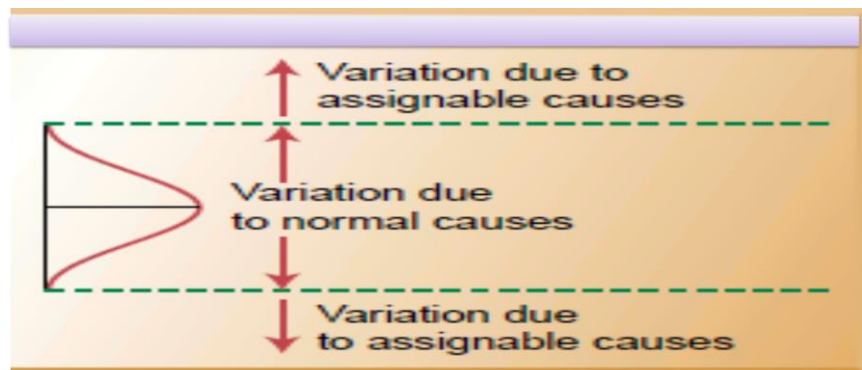 Variation due to
assignable causes
Variation due
to normal causes
Variation due
to assignable causes